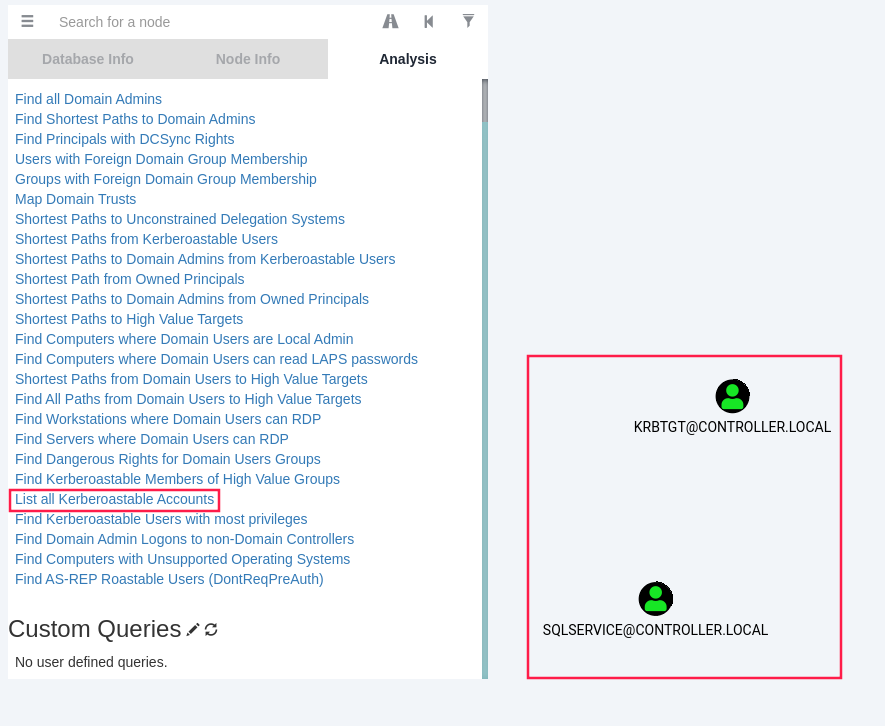 Search for a node
Database Info
Node Info
Analysis
Find all Domain Admins
Find Shortest Paths to Domain Admins
Find Principals with DCSync Rights
Users with Foreign Domain Group Membership
Groups with Foreign Domain Group Membership
Map Domain Trusts
Shortest Paths to Unconstrained Delegation Systems
Shortest Paths from Kerberoastable Users
Shortest Paths to Domain Admins from Kerberoastable Users
Shortest Path from Owned Principals
Shortest Paths to Domain Admins from Owned Principals
Shortest Paths to High Value Targets
Find Computers where Domain Users are Local Admin
Find Computers where Domain Users can read LAPS passwords
Shortest Paths from Domain Users to High Value Targets
Find All Paths from Domain Users to High Value Targets
Find Workstations where Domain Users can RDP
Find Servers where Domain Users can RDP
Find Dangerous Rights for Domain Users Groups
Find Kerberoastable Members of High Value Groups
List all Kerberoastable Accounts
Find Kerberoastable Users with most privileges
Find Domain Admin Logons to non-Domain Controllers
Find Computers with Unsupported Operating Systems
Find AS-REP Roastable Users (DontReqPreAuth)
Custom Queries
No user defined queries.
KRBTGT@CONTROLLER.LOCAL
SQLSERVICE@CONTROLLER.LOCAL